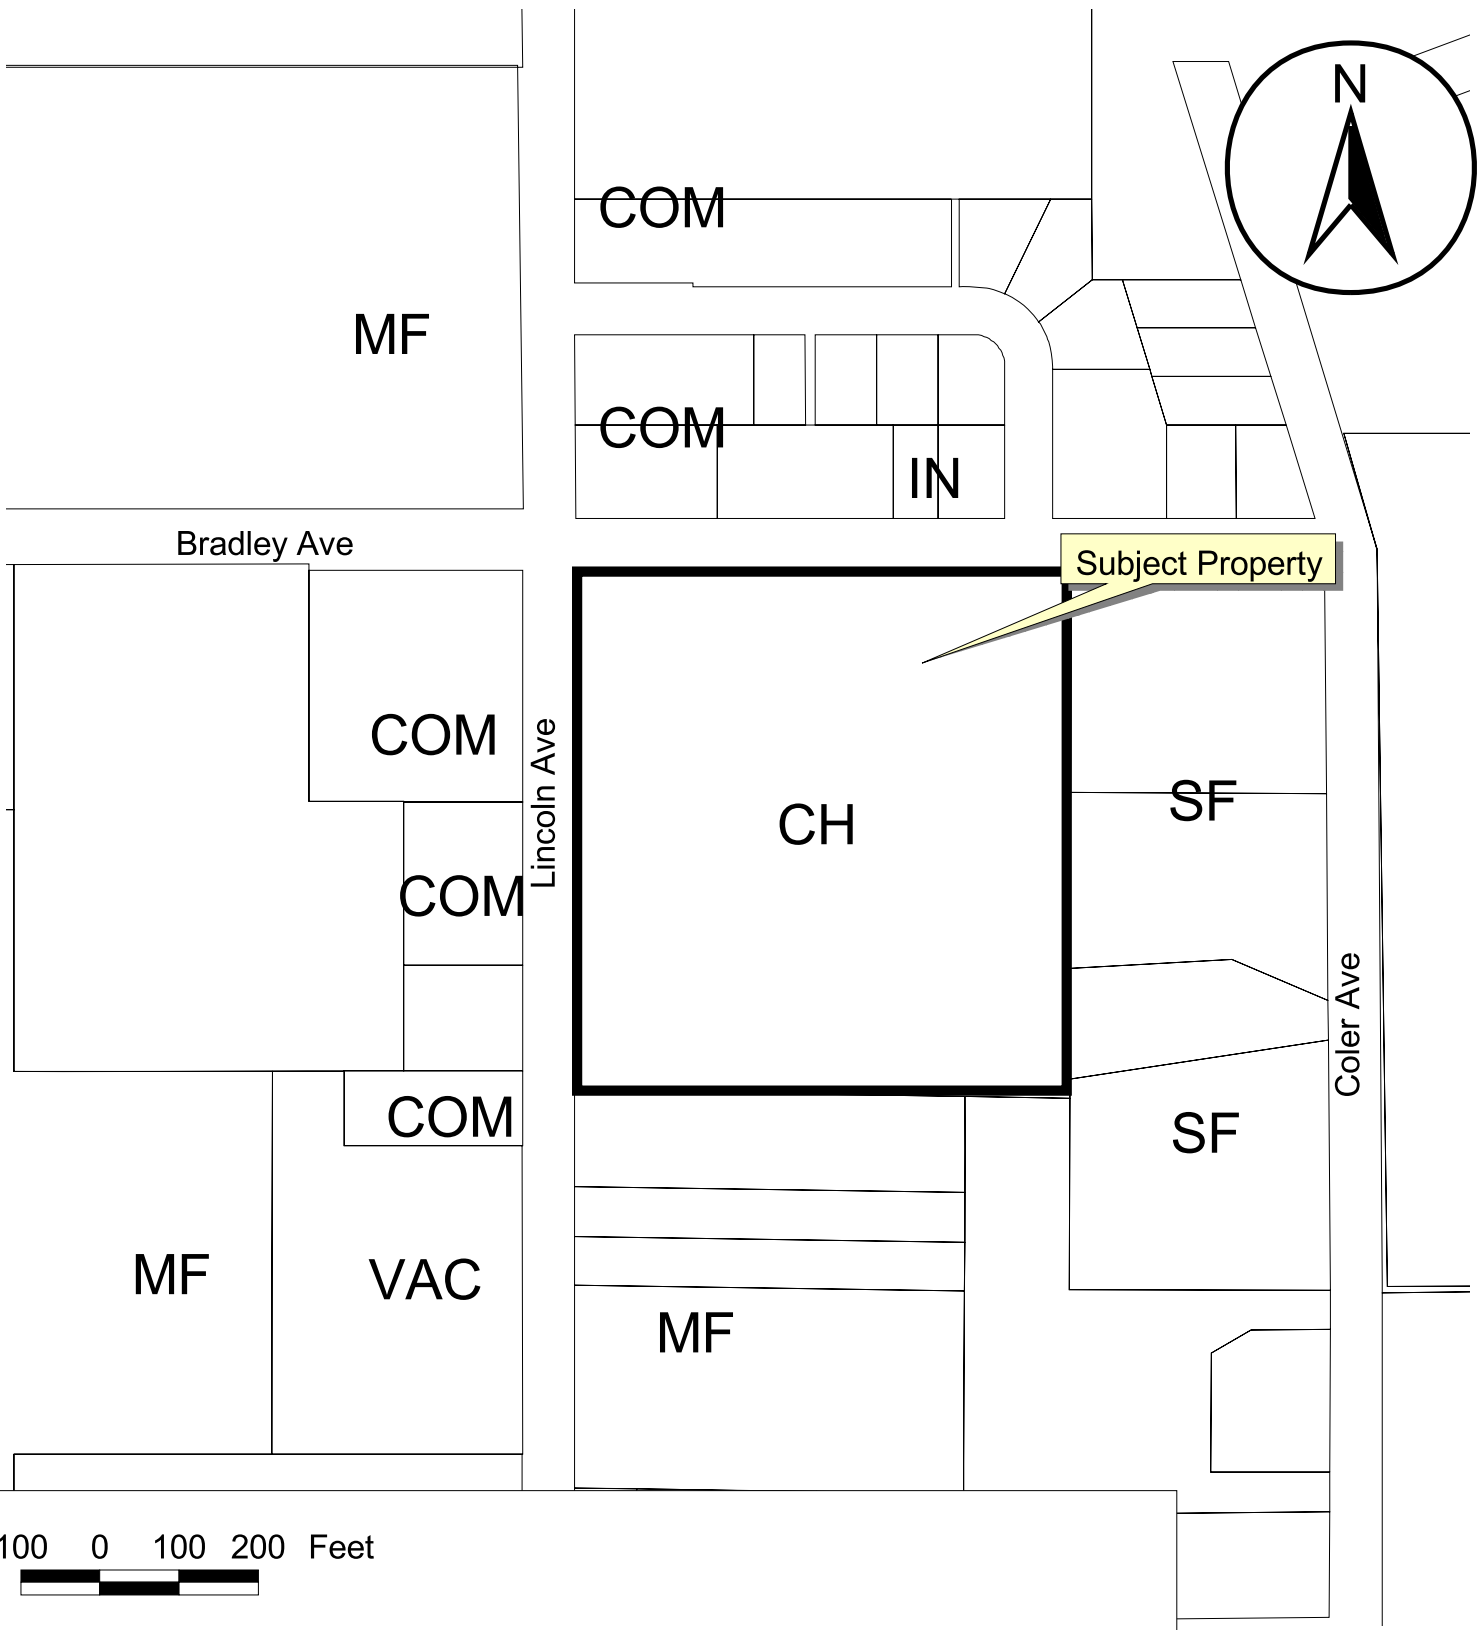 N
COM
MF
COM
IN
Bradley Ave
Subject Property
COM
Lincoln Ave
SF
CH
COM
Coler Ave
COM
SF
MF
VAC
MF
100 0 100 200 Feet